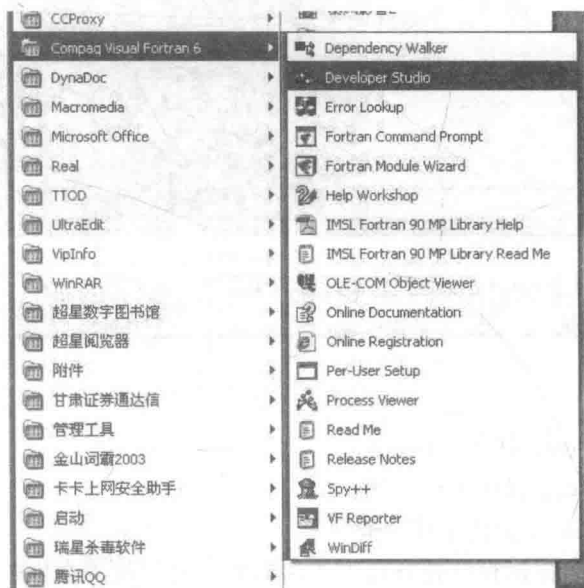 CCProxy
Compaq Visual Fortran 6
DynaDoc
Macromedia
Microsoft Office
Real
TTOD
UltraEdit
VipInfo
WinRAR
超星数字图书馆
超星阅览器
附件
甘肃证券通达信
管理工具
金山词霸2003
卡卡上网安全助手
启动
瑞星杀毒软件
腾讯QQ
Dependency Walker
Developer Studio
Error Lookup
Fortran Command Prompt
Fortran Module Wizard
Help Workshop
IMSL Fortran 90 MP Library Help
IMSL Fortran 90 MP Library Read Me
OLE-COM Object Viewer
Online Documentation
Online Registration
Per-User Setup
Process Viewer
Read Me
Release Notes
Spy++
VF Reporter
WinDiff